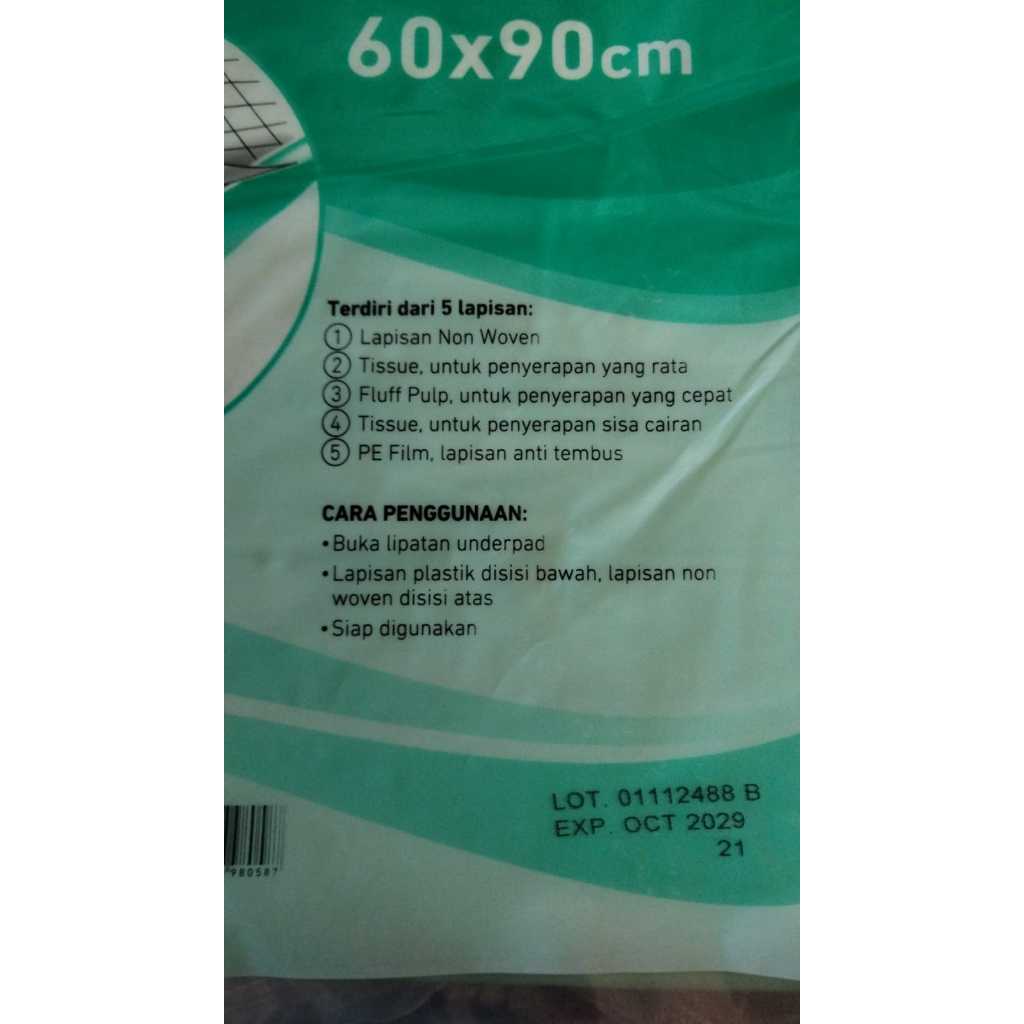 60x90cm
Terdiri dari 5 lapisan:
1 Lapisan Non Woven
2 Tissue, untuk penyerapan yang rata
3 Fluff Pulp, untuk penyerapan yang cepat
4 Tissue, untuk penyerapan sisa cairan
5 PE Film, lapisan anti tembus
CARA PENGGUNAAN:
•Buka lipatan underpad
•Lapisan plastik disisi bawah, lapisan non
woven disisi atas
•Siap digunakan
LOT. 01112488 B
EXP. OCT 2029
21
980587